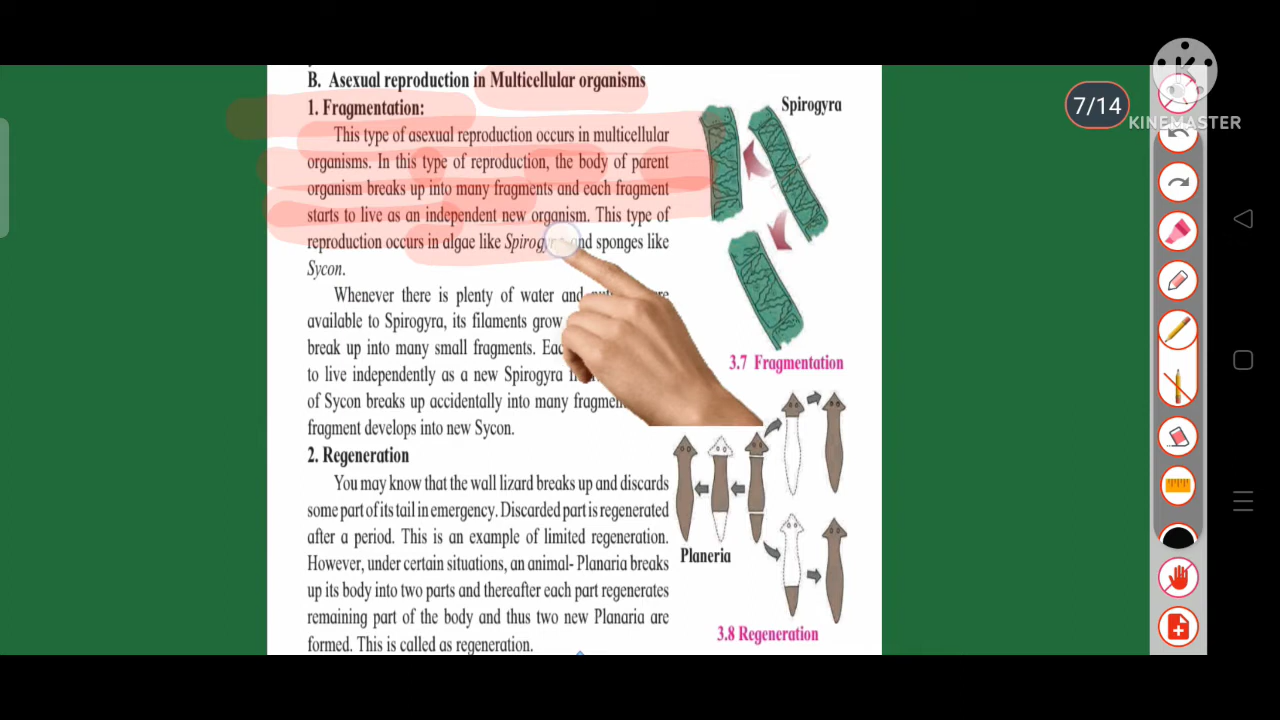 B. Asexual reproduction in Multicellular organisms
1. Fragmentation:
This type of asexual reproduction occurs in multicellular
organisms. In this type of reproduction, the body of parent
organism breaks up into many fragments and each fragment
starts to live as an independent new organism. This type of
reproduction occurs in algae like Spirogyra and sponges like
Sycon.
Whenever there is plenty of water and
available to Spirogyra, its filaments grow
break up into many small fragments.
to live independently as a new Spirogyra
of Sycon breaks up accidentally into many
fragment develops into new Sycon.
2. Regeneration
You may know that the wall lizard breaks up and discards
some part of its tail in emergency. Discarded part is regenerated
after a period. This is an example of limited regeneration.
However, under certain situations, an animal- Planaria breaks
up its body into two parts and thereafter each part regenerates
remaining part of the body and thus two new Planaria are
formed. This is called as regeneration.
Spirogyra
3.7 Fragmentation
Planeria
3.8 Regeneration
7/14
K
KINEMASTER